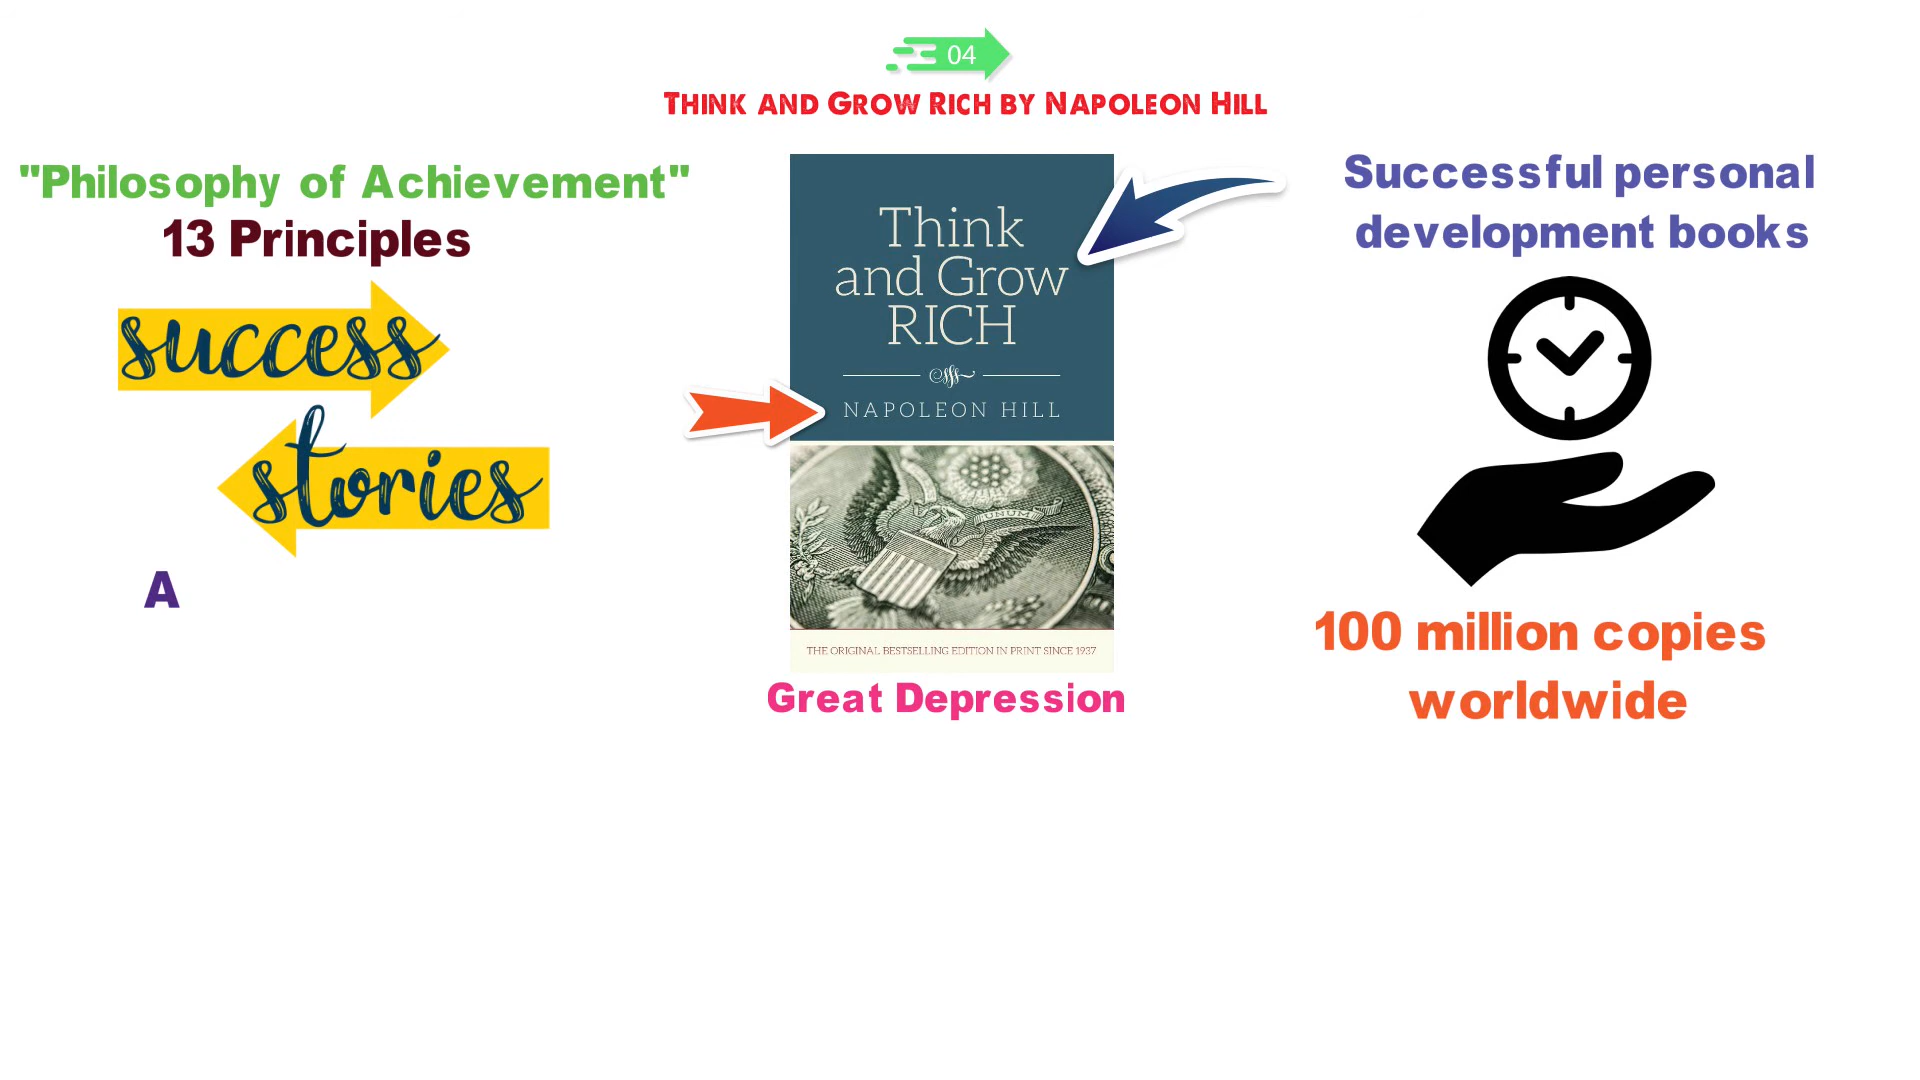 04
THINK AND GROW RICH BY NAPOLEON HILL
"Philosophy of Achievement"
13 Principles
success
stories
A
Think
and Grow
RICH
NAPOLEON HILL
UNUM
THE ORIGINAL BESTSELLING EDITION IN PRINT SINCE 1937
Great Depression
Successful personal
development books
100 million copies
worldwide